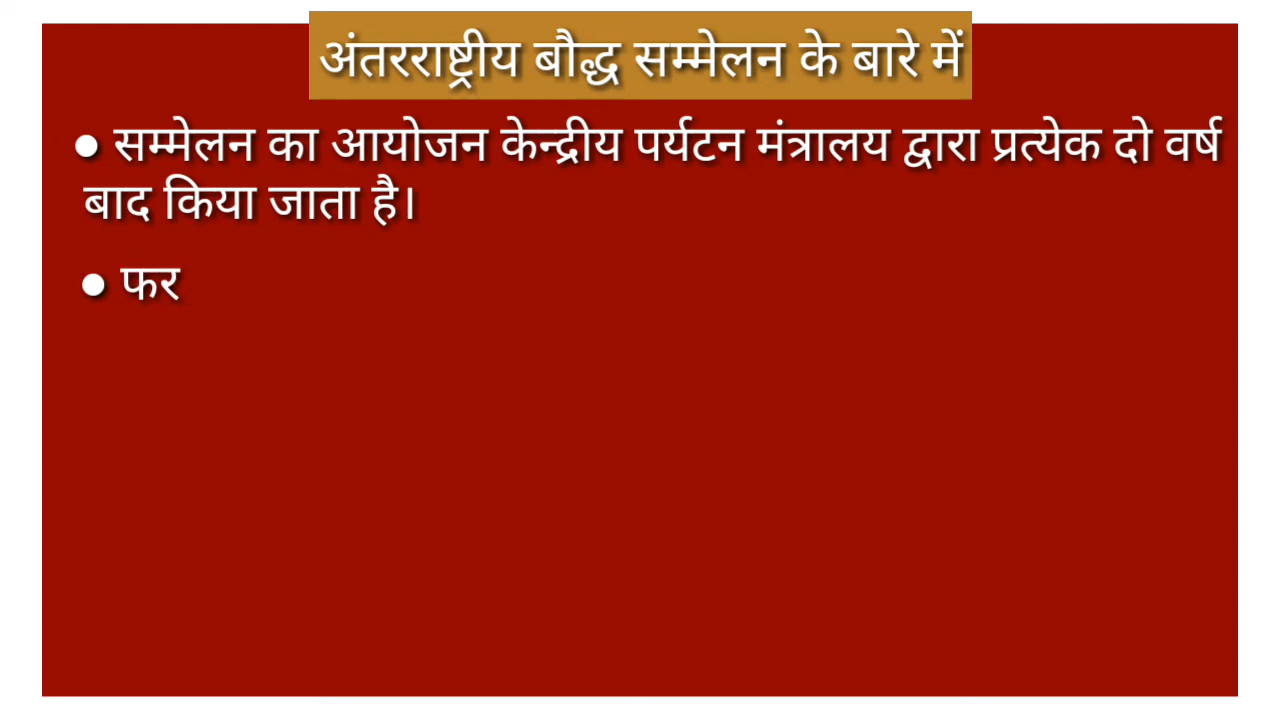 अंतरराष्ट्रीय बौद्ध सम्मेलन के बारे में
● सम्मेलन का आयोजन केन्द्रीय पर्यटन मंत्रालय द्वारा प्रत्येक दो वर्ष
बाद किया जाता है।
● फर